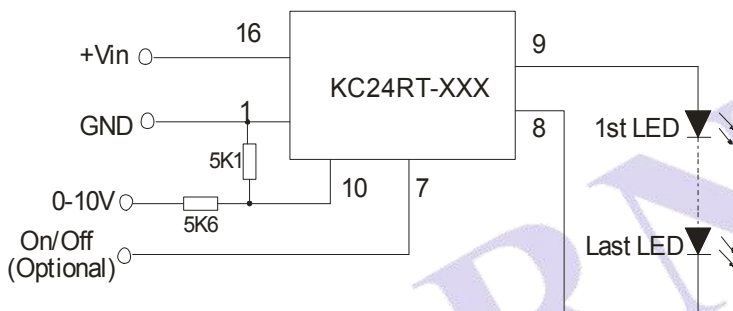 16
+Vin
9
KC24RT-XXX
GND
1
8
1st LED
5K1
10
7
0-10V
5K6
On/Off
(Optional)
Last LED